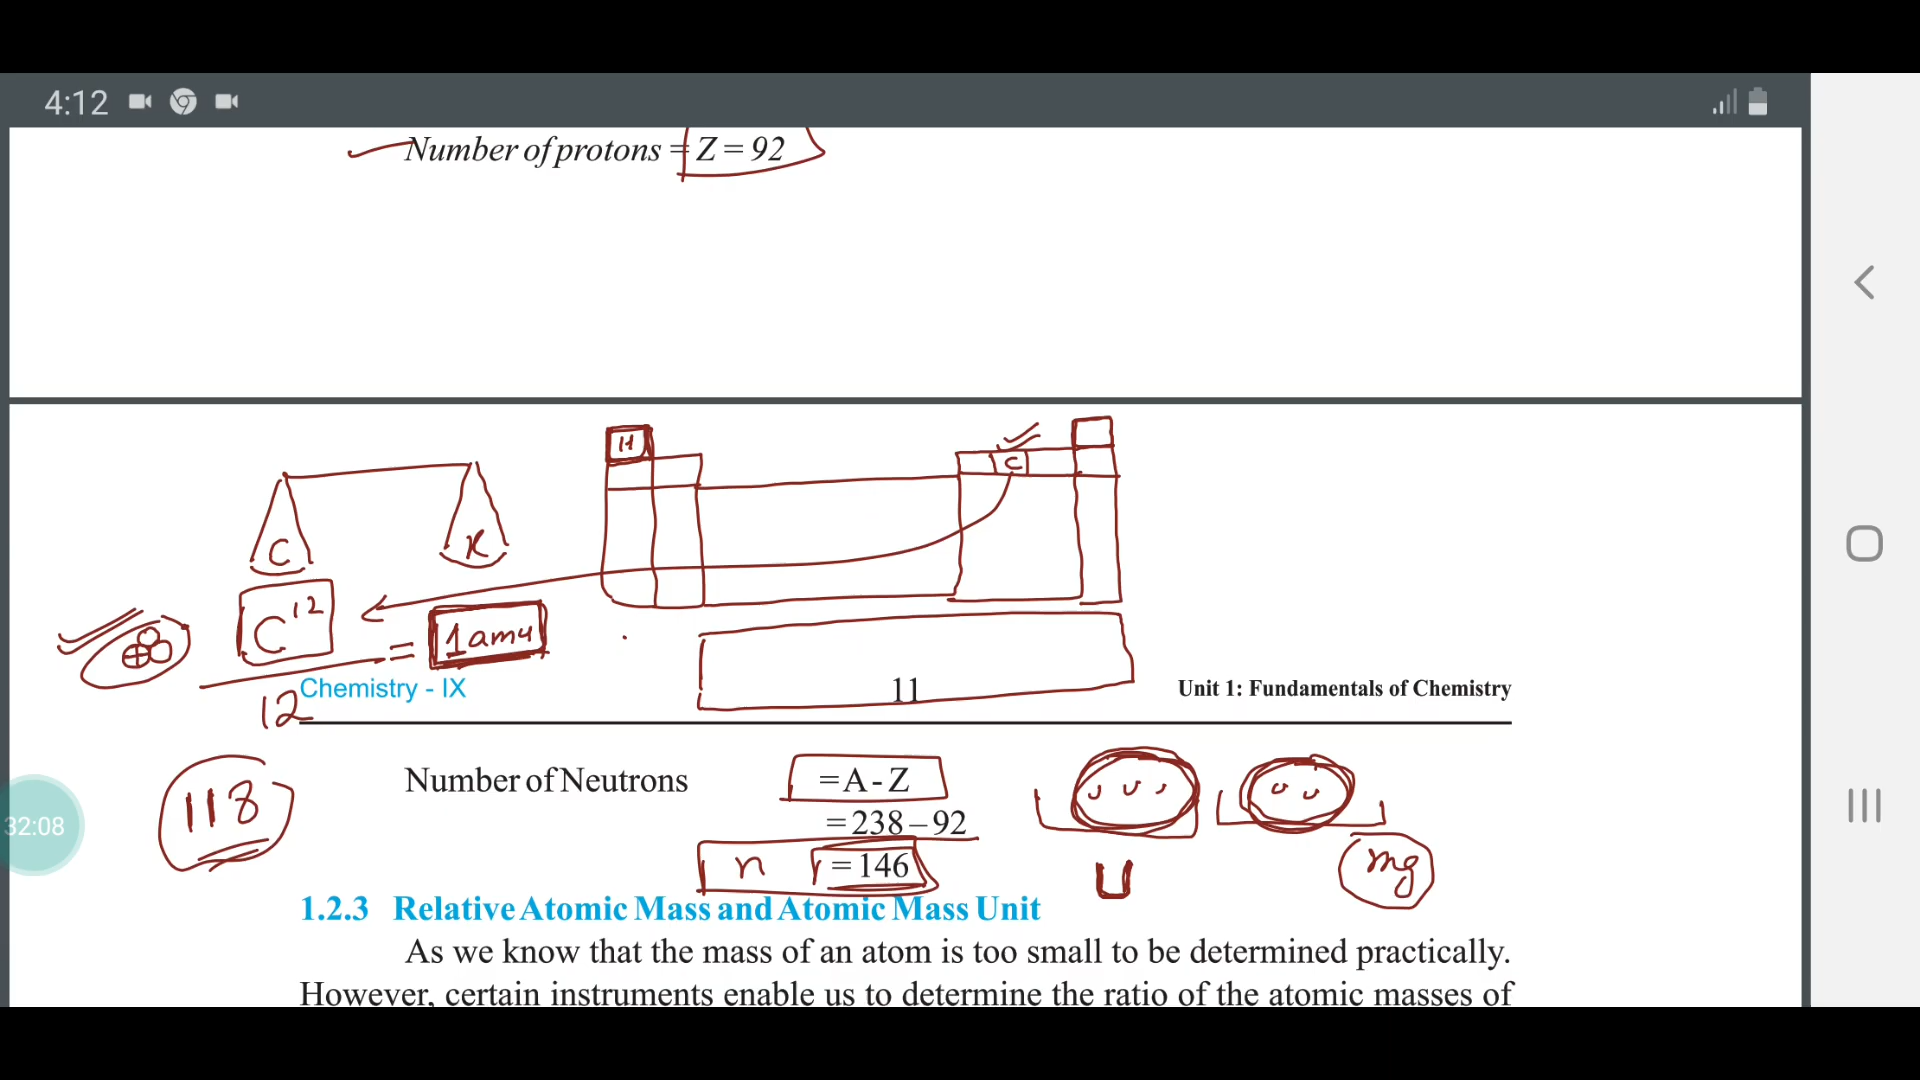 4:12
Number of protons = Z = 92
H
C
C
K
C12
= 1amu
12
Chemistry - IX 11 Unit 1: Fundamentals of Chemistry
118
32:08
Number of Neutrons = A - Z
= 238 – 92
n = 146
U
mg
1.2.3 Relative Atomic Mass and Atomic Mass Unit
As we know that the mass of an atom is too small to be determined practically.
However, certain instruments enable us to determine the ratio of the atomic masses of